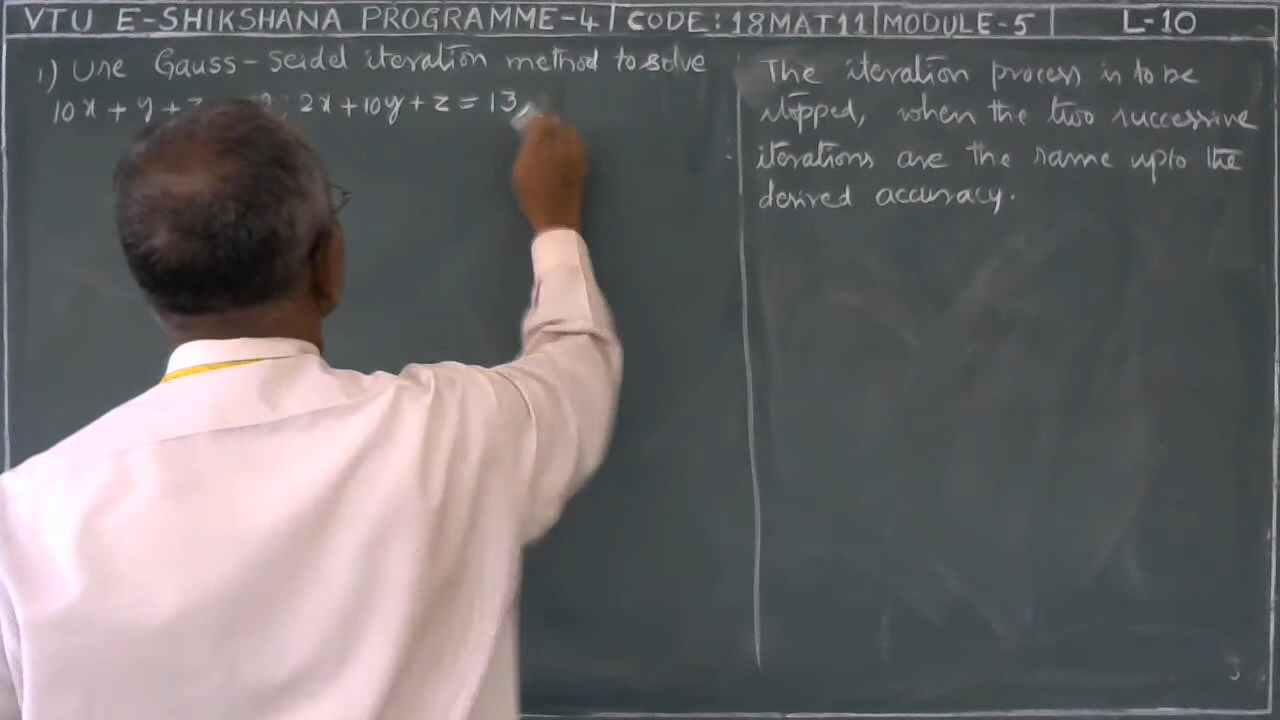 VTU E-SHIKSHANA PROGRAMME-4 | CODE: 18MAT11 | MODULE-5 | L-10
1) Use Gauss-Seidel iteration method to solve
10x + y + ; 2x + 10y + z = 13,
The iteration process is to be
stopped, when the two successive
iterations are the same upto the
desired accuracy.